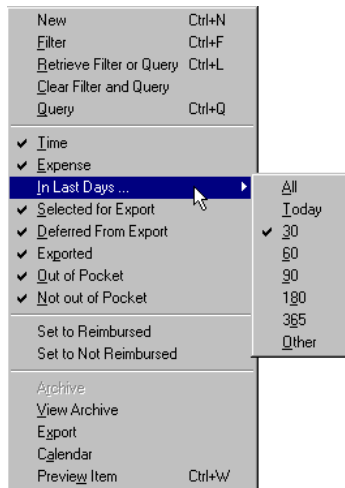 New Ctrl+N
Filter Ctrl+F
Retrieve Filter or Query Ctrl+L
Clear Filter and Query
Query Ctrl+Q
Time
Expense
In Last Days ...
Selected for Export
Deferred From Export
Exported
Out of Pocket
Not out of Pocket
Set to Reimbursed
Set to Not Reimbursed
Archive
View Archive
Export
Calendar
Preview Item Ctrl+W
All
Today
30
60
90
180
365
Other